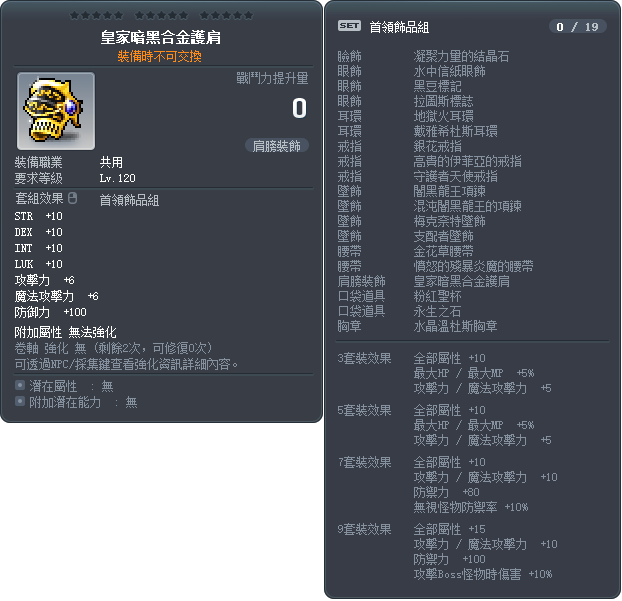 皇家暗黑合金護肩
裝備時不可交換
戰鬥力提升量
0
肩膀裝飾
裝備職業 共用
要求等級 Lv.120
套組效果 首領飾品組
STR +10
DEX +10
INT +10
LUK +10
攻擊力 +6
魔法攻擊力 +6
防御力 +100
附加屬性 無法強化
卷軸 強化 無 (剩餘2次，可修復0次)
可透過NPC/採集鍵查看強化資訊詳細內容。
潛在屬性 : 無
附加潛在能力 : 無
SET 首領飾品組 0 / 19
臉飾 凝聚力量的結晶石
眼飾 水中信紙眼飾
眼飾 黑豆標記
眼飾 拉圖斯標誌
耳環 地獄火耳環
耳環 戴雅希杜斯耳環
戒指 銀花戒指
戒指 高貴的伊菲亞的戒指
戒指 守護者天使戒指
墜飾 闇黑龍王項鍊
墜飾 混沌闇黑龍王的項鍊
墜飾 梅克奈特墜飾
墜飾 支配者墜飾
腰帶 金花草腰帶
腰帶 憤怒的殘暴炎魔的腰帶
肩膀裝飾 皇家暗黑合金護肩
口袋道具 粉紅聖杯
口袋道具 永生之石
胸章 水晶溫杜斯胸章
3套裝效果 全部屬性 +10
最大HP / 最大MP +5%
攻擊力 / 魔法攻擊力 +5
5套裝效果 全部屬性 +10
最大HP / 最大MP +5%
攻擊力 / 魔法攻擊力 +5
7套裝效果 全部屬性 +10
攻擊力 / 魔法攻擊力 +10
防禦力 +80
無視怪物防禦率 +10%
9套裝效果 全部屬性 +15
攻擊力 / 魔法攻擊力 +10
防禦力 +100
攻擊Boss怪物時傷害 +10%